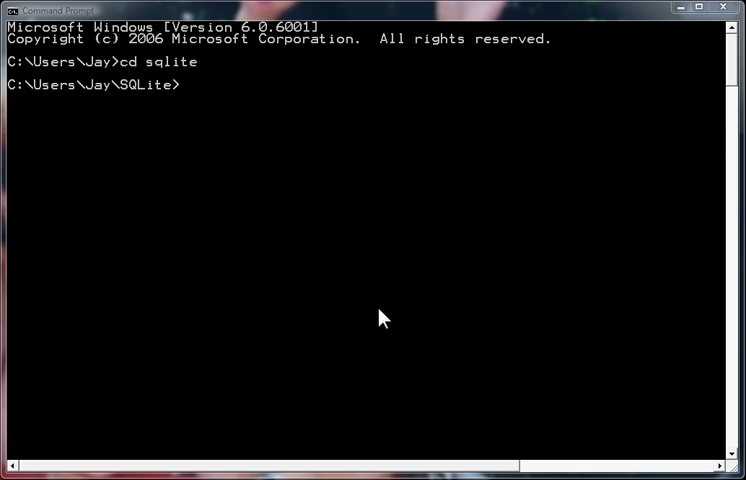 Command Prompt
Microsoft Windows [Version 6.0.6001]
Copyright (c) 2006 Microsoft Corporation.  All rights reserved.
C:\Users\Jay>cd sqlite
C:\Users\Jay\SQLite>